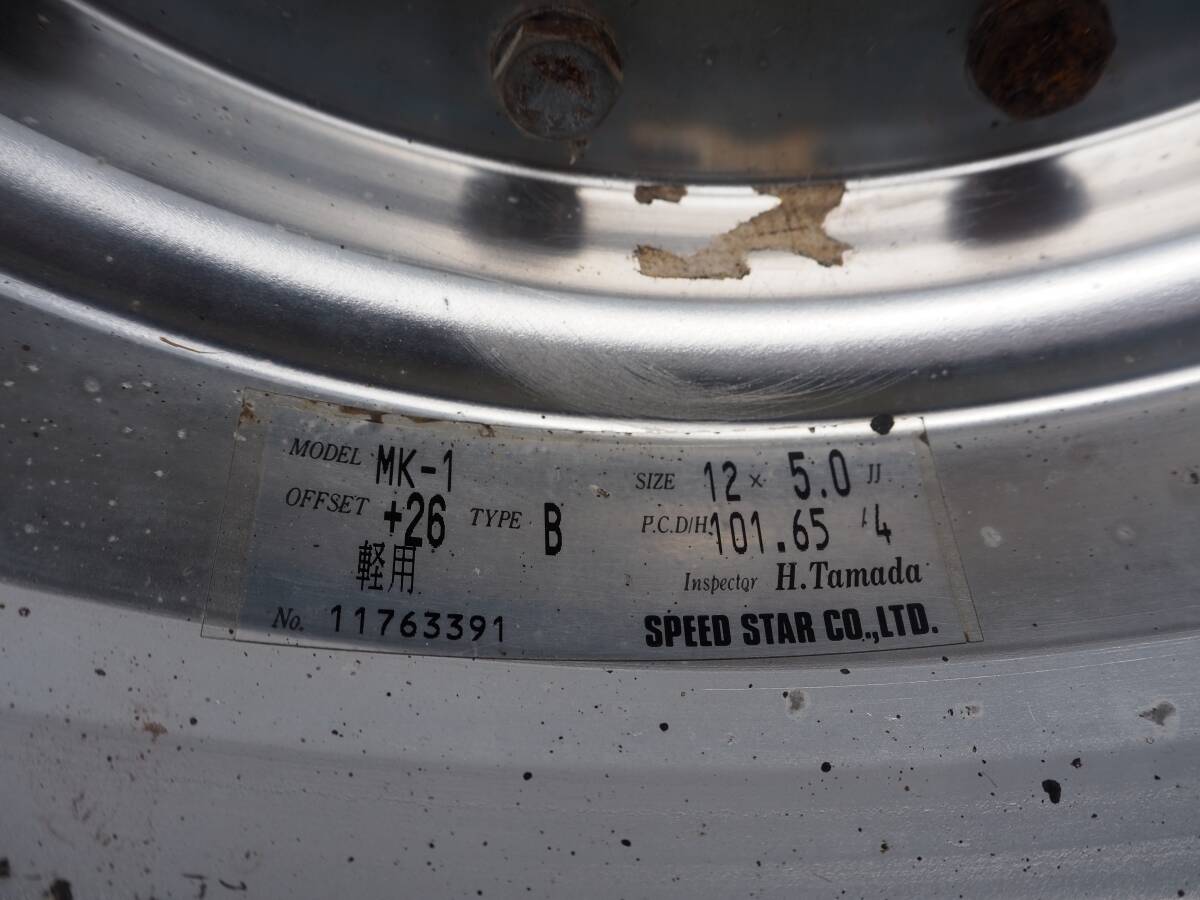 MODEL MK-1 SIZE 12 × 5.0 JJ
OFFSET +26 TYPE B P.C.D/H 101.65 /4
軽用 Inspector H.Tamada
No. 11763391 SPEED STAR CO.,LTD.